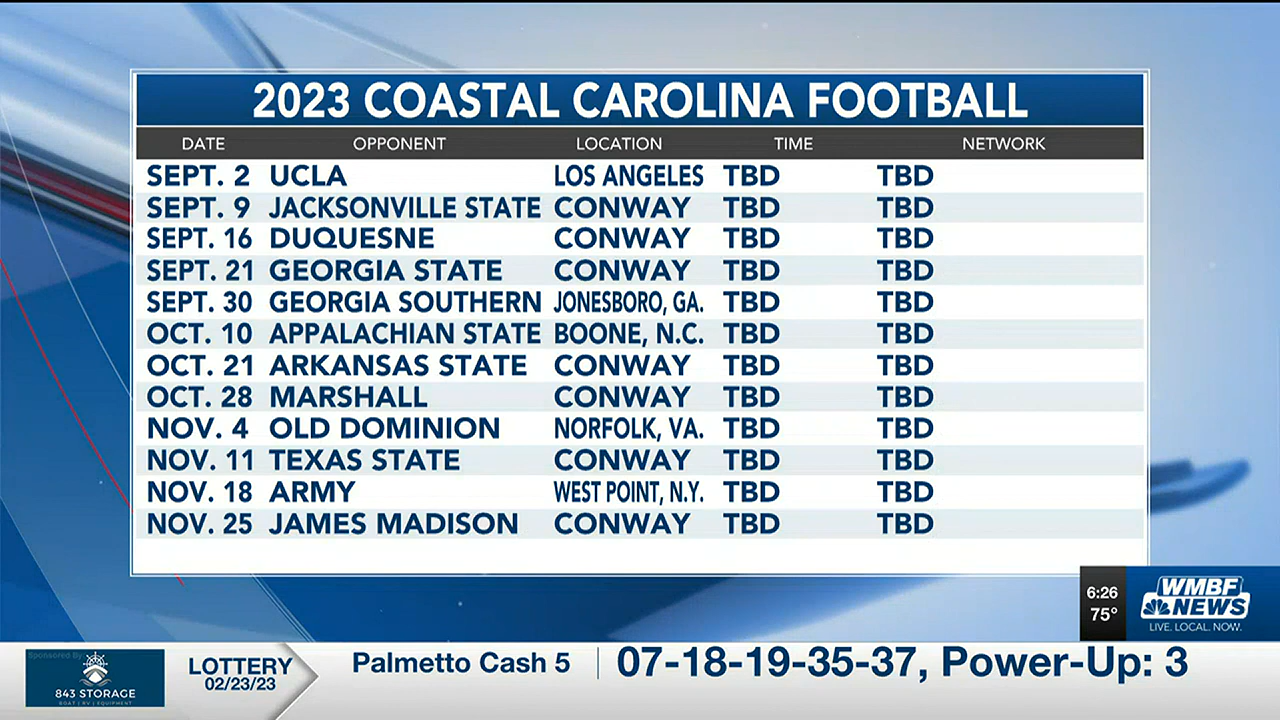 2023 COASTAL CAROLINA FOOTBALL
DATE OPPONENT LOCATION TIME NETWORK
SEPT. 2 UCLA LOS ANGELES TBD TBD
SEPT. 9 JACKSONVILLE STATE CONWAY TBD TBD
SEPT. 16 DUQUESNE CONWAY TBD TBD
SEPT. 21 GEORGIA STATE CONWAY TBD TBD
SEPT. 30 GEORGIA SOUTHERN JONESBORO, GA. TBD TBD
OCT. 10 APPALACHIAN STATE BOONE, N.C. TBD TBD
OCT. 21 ARKANSAS STATE CONWAY TBD TBD
OCT. 28 MARSHALL CONWAY TBD TBD
NOV. 4 OLD DOMINION NORFOLK, VA. TBD TBD
NOV. 11 TEXAS STATE CONWAY TBD TBD
NOV. 18 ARMY WEST POINT, N.Y. TBD TBD
NOV. 25 JAMES MADISON CONWAY TBD TBD
6:26
75°
WMBF
NEWS
LIVE. LOCAL. NOW.
Sponsored By:
843 STORAGE
BOAT | RV | EQUIPMENT
LOTTERY
02/23/23
Palmetto Cash 5
07-18-19-35-37, Power-Up: 3